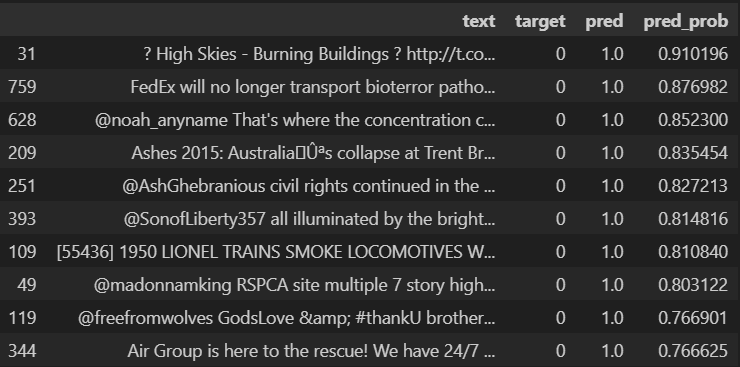 text target pred pred_prob
31 ? High Skies - Burning Buildings ? http://t.co... 0 1.0 0.910196
759 FedEx will no longer transport bioterror patho... 0 1.0 0.876982
628 @noah_anyname That's where the concentration c... 0 1.0 0.852300
209 Ashes 2015: Australia□Ûªs collapse at Trent Br... 0 1.0 0.835454
251 @AshGhebranious civil rights continued in the ... 0 1.0 0.827213
393 @SonofLiberty357 all illuminated by the bright... 0 1.0 0.814816
109 [55436] 1950 LIONEL TRAINS SMOKE LOCOMOTIVES W... 0 1.0 0.810840
49 @madonnamking RSPCA site multiple 7 story high... 0 1.0 0.803122
119 @freefromwolves GodsLove &amp; #thankU brother... 0 1.0 0.766901
344 Air Group is here to the rescue! We have 24/7 ... 0 1.0 0.766625